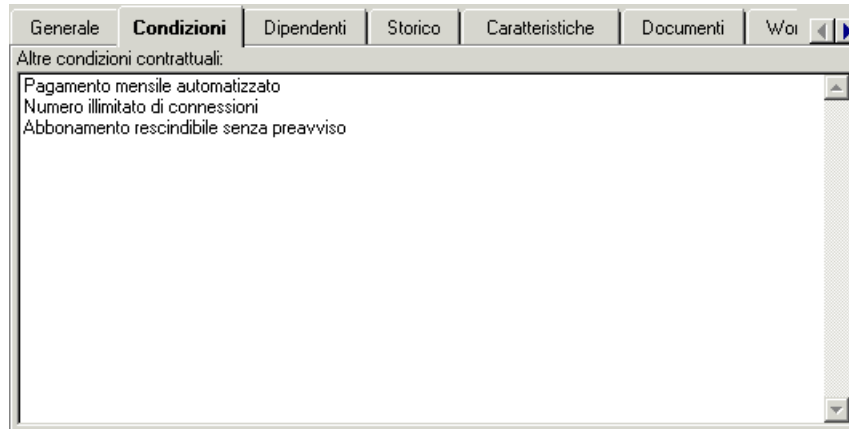 Generale Condizioni Dipendenti Storico Caratteristiche Documenti
Altre condizioni contrattuali:
Pagamento mensile automatizzato
Numero illimitato di connessioni
Abbonamento rescindibile senza preavviso